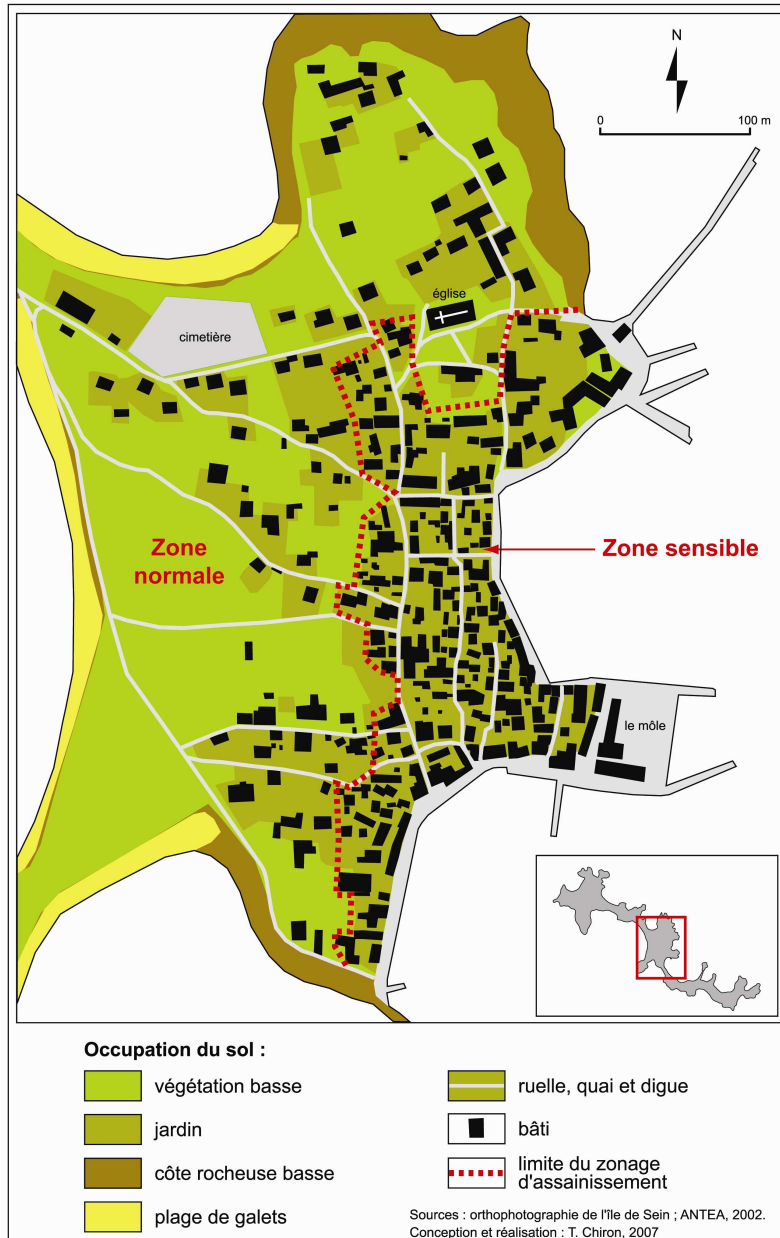 N
0
100 m
église
cimetière
Zone
normale
Zone sensible
le môle
Occupation du sol :
végétation basse
jardin
côte rocheuse basse
plage de galets
ruelle, quai et digue
bâti
limite du zonage
d'assainissement
Sources : orthophotographie de l'île de Sein ; ANTEA, 2002.
Conception et réalisation : T. Chiron, 2007